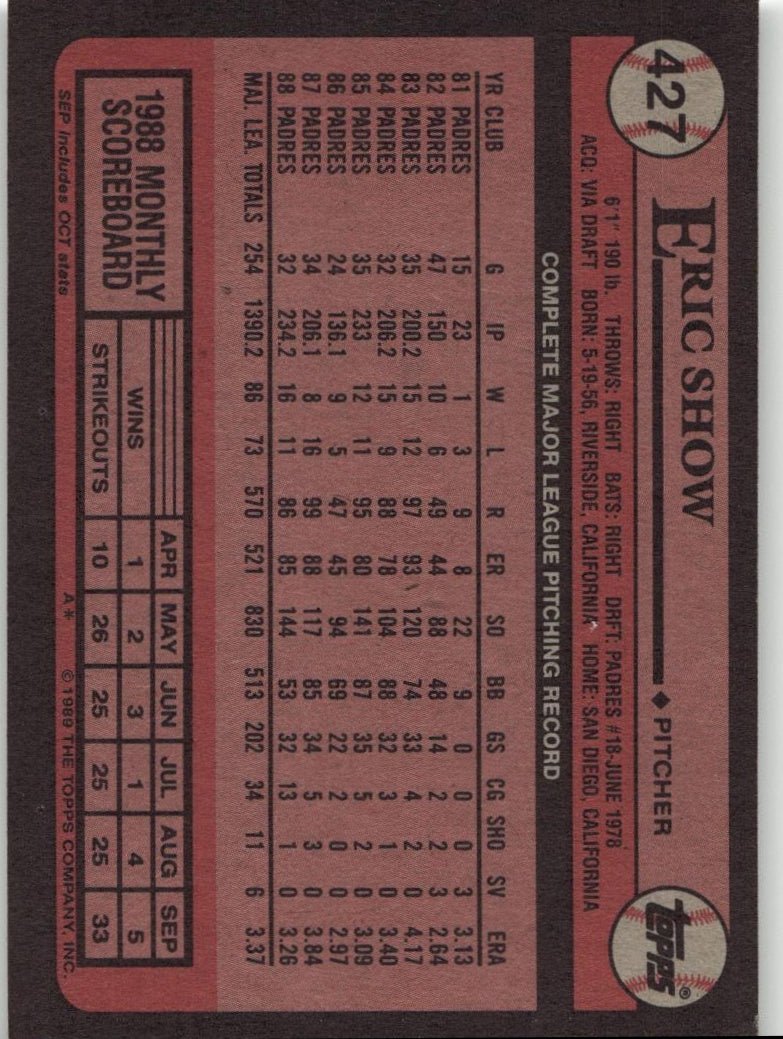 427
ERIC SHOW ◆ PITCHER
topps®
6'1" 190 lb. THROWS: RIGHT BATS: RIGHT DRFT: PADRES #18-JUNE 1978
ACQ: VIA DRAFT BORN: 5-19-56, RIVERSIDE, CALIFORNIA HOME: SAN DIEGO, CALIFORNIA
COMPLETE MAJOR LEAGUE PITCHING RECORD
YR CLUB G IP W L R ER SO BB GS CG SHO SV ERA
81 PADRES 15 23 1 3 9 8 22 9 0 0 0 3 3.13
82 PADRES 47 150 10 6 49 44 88 48 14 2 2 3 2.64
83 PADRES 35 200.2 15 12 97 93 120 74 33 4 2 0 4.17
84 PADRES 32 206.2 15 9 88 78 104 88 32 3 1 0 3.40
85 PADRES 35 233 12 11 95 80 141 87 35 5 2 0 3.09
86 PADRES 24 136.1 9 5 47 45 94 69 22 2 0 0 2.97
87 PADRES 34 206.1 8 16 99 88 117 85 34 5 3 0 3.84
88 PADRES 32 234.2 16 11 86 85 144 53 32 13 1 0 3.26
MAJ. LEA. TOTALS 254 1390.2 86 73 570 521 830 513 202 34 11 6 3.37
1988 MONTHLY
SCOREBOARD
APR MAY JUN JUL AUG SEP
WINS 1 2 3 1 4 5
STRIKEOUTS 10 26 25 25 25 33
SEP includes OCT stats
A* © 1989 THE TOPPS COMPANY, INC.